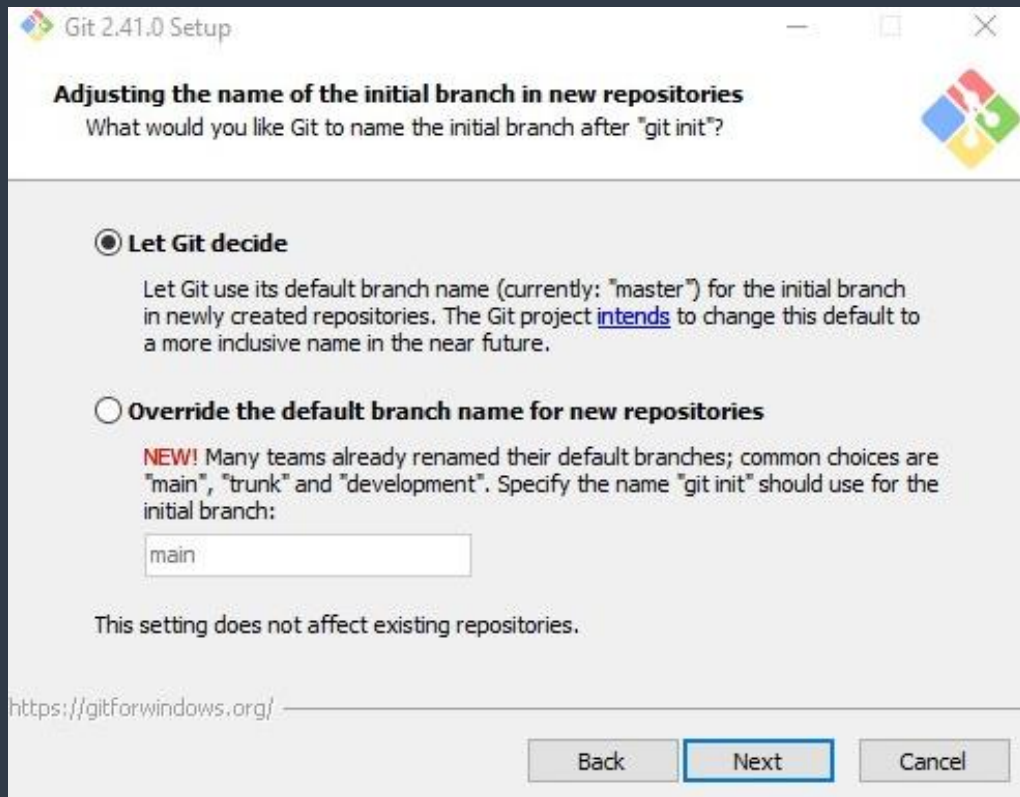 Git 2.41.0 Setup
Adjusting the name of the initial branch in new repositories
What would you like Git to name the initial branch after "git init"?
Let Git decide
Let Git use its default branch name (currently: "master") for the initial branch
in newly created repositories. The Git project intends to change this default to
a more inclusive name in the near future.
Override the default branch name for new repositories
NEW! Many teams already renamed their default branches; common choices are
"main", "trunk" and "development". Specify the name "git init" should use for the
initial branch:
main
This setting does not affect existing repositories.
https://gitforwindows.org/
Back Next Cancel